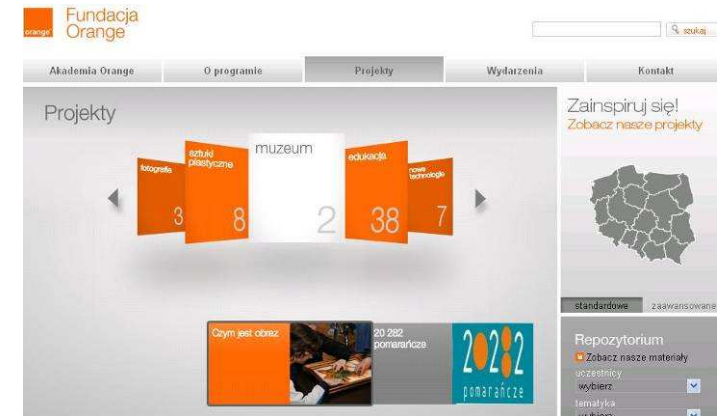 Fundacja
Orange
orange
szukaj
Akademia Orange
O programie
Projekty
Wydarzenia
Kontakt
Projekty
fotografia
3
sztuki
plastyczne
8
muzeum
2
edukacja
38
nowe
technologie
7
Czym jest obraz
20 282
pomarańcze
20282
pomarańcze
Zainspiruj się!
Zobacz nasze projekty
standardowe
zaawansowane
Repozytorium
Zobacz nasze materiały
uczestnicy
wybierz
tematyka
wybierz